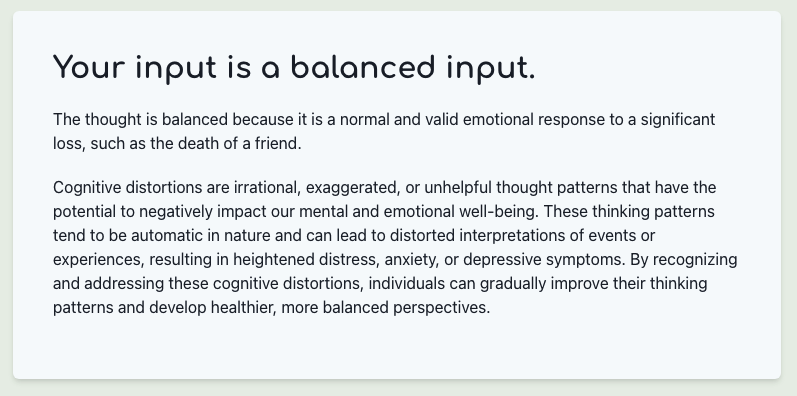 Your input is a balanced input.
The thought is balanced because it is a normal and valid emotional response to a significant
loss, such as the death of a friend.
Cognitive distortions are irrational, exaggerated, or unhelpful thought patterns that have the
potential to negatively impact our mental and emotional well-being. These thinking patterns
tend to be automatic in nature and can lead to distorted interpretations of events or
experiences, resulting in heightened distress, anxiety, or depressive symptoms. By recognizing
and addressing these cognitive distortions, individuals can gradually improve their thinking
patterns and develop healthier, more balanced perspectives.